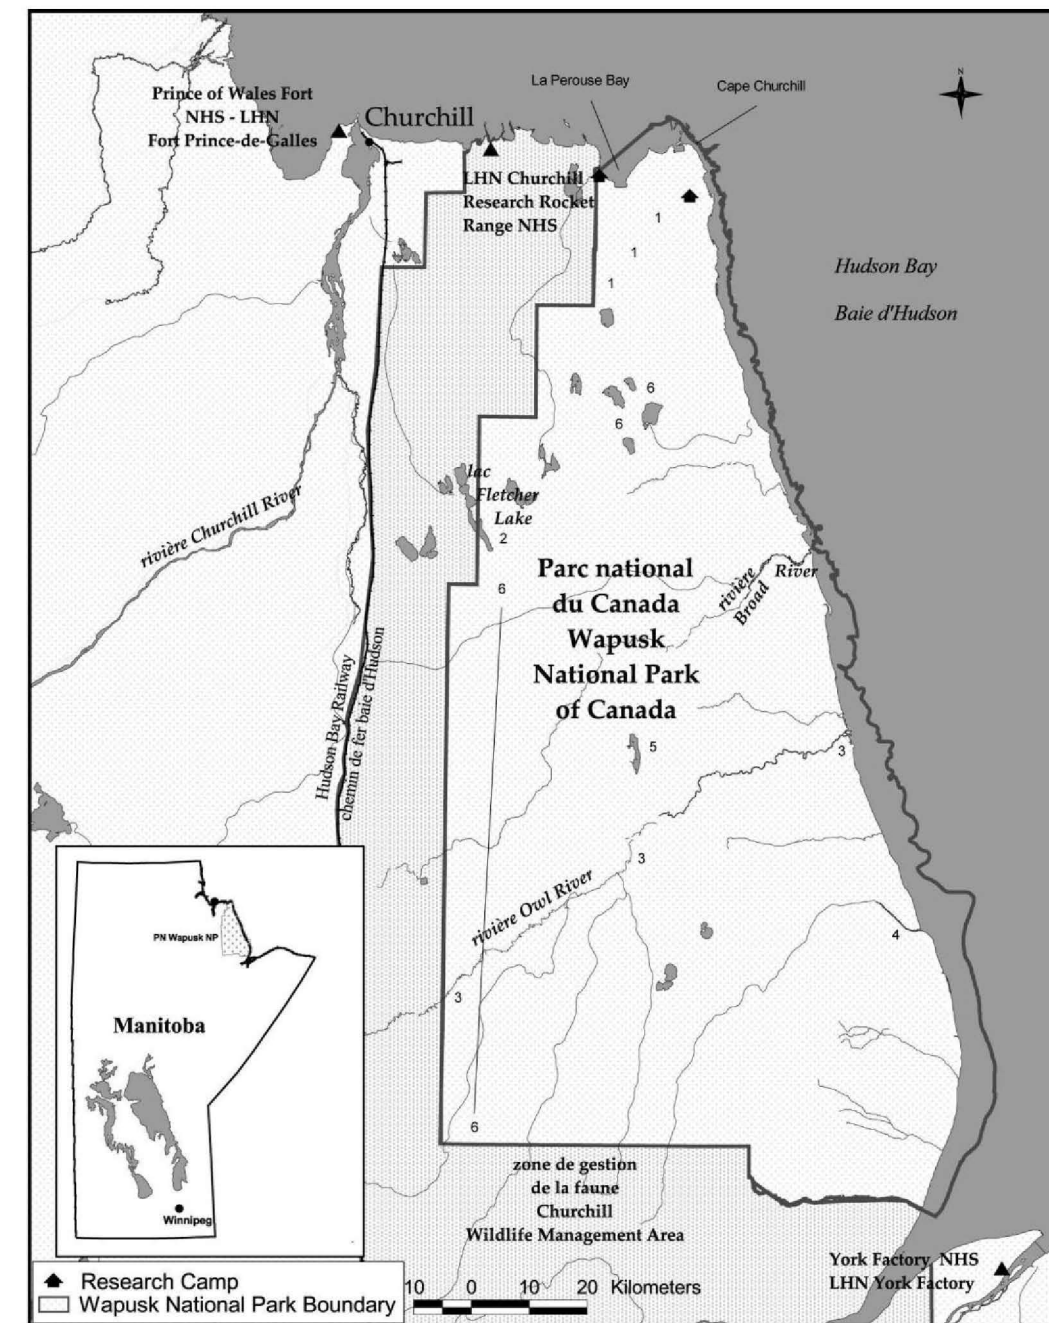 La Perouse Bay
Cape Churchill
N
Prince of Wales Fort
NHS - LHN
Fort Prince-de-Galles
Churchill
LHN Churchill
Research Rocket
Range NHS
1
1
1
Hudson Bay
Baie d'Hudson
6
6
lac
Fletcher
Lake
2
6
rivière Churchill River
Parc national
du Canada
Wapusk
National Park
of Canada
rivière
Broad
River
Hudson Bay Railway
chemin de fer baie d'Hudson
5
3
3
rivière Owl River
4
3
6
PN Wapusk NP
Manitoba
Winnipeg
zone de gestion
de la faune
Churchill
Wildlife Management Area
York Factory NHS
LHN York Factory
Research Camp
Wapusk National Park Boundary
10 0 10 20 Kilometers